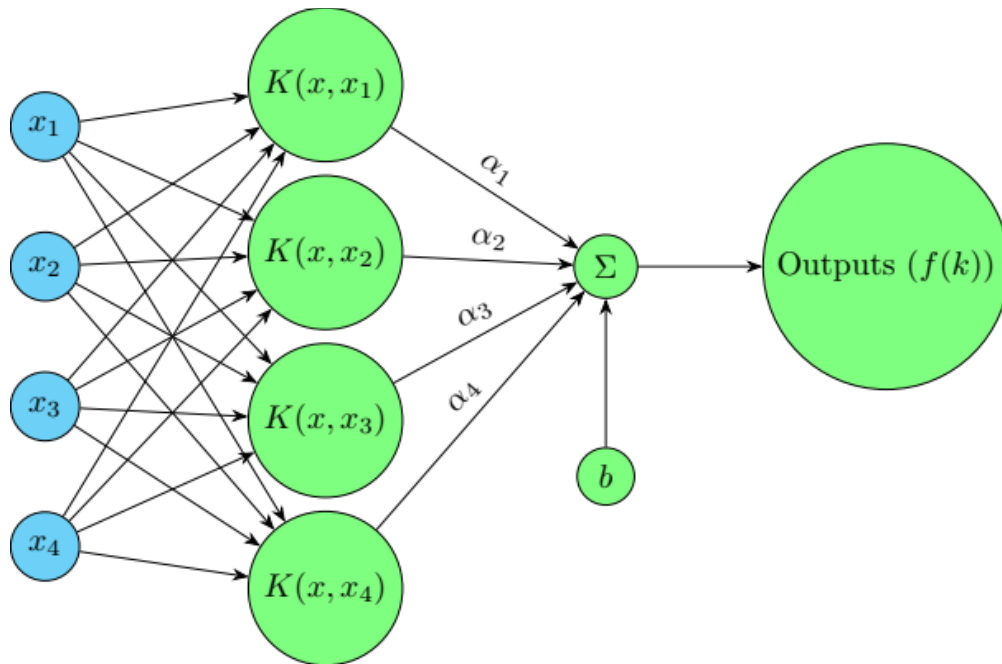 x₁
x₂
x₃
x₄
K(x, x₁)
K(x, x₂)
K(x, x₃)
K(x, x₄)
α₁
α₂
α₃
α₄
Σ
b
Outputs (f(k))